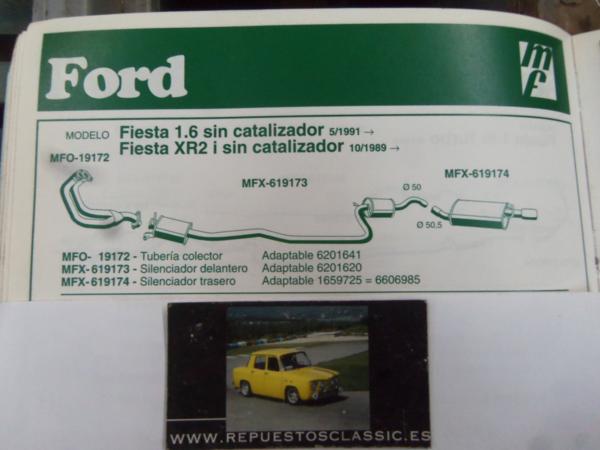 Ford
mf
MODELO Fiesta 1.6 sin catalizador 5/1991 →
Fiesta XR2 i sin catalizador 10/1989 →
MFO-19172
MFX-619173
MFX-619174
Ø 50
Ø 50,5
MFO- 19172 - Tubería colector Adaptable 6201641
MFX-619173 - Silenciador delantero Adaptable 6201620
MFX-619174 - Silenciador trasero Adaptable 1659725 = 6606985
WWW.REPUESTOSCLASSIC.ES